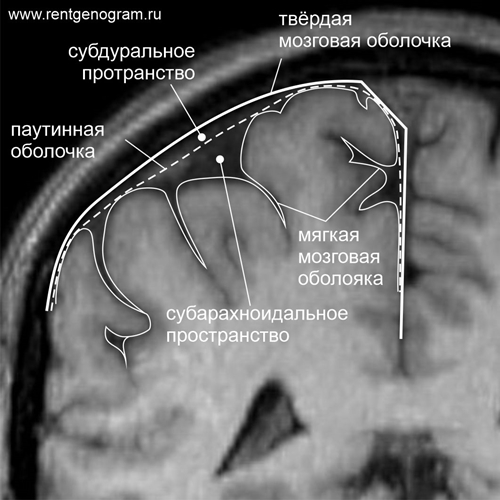 www.rentgenogram.ru
твёрдая
мозговая оболочка
субдуральное
протранство
паутинная
оболочка
мягкая
мозговая
оболояка
субарахноидальное
пространство